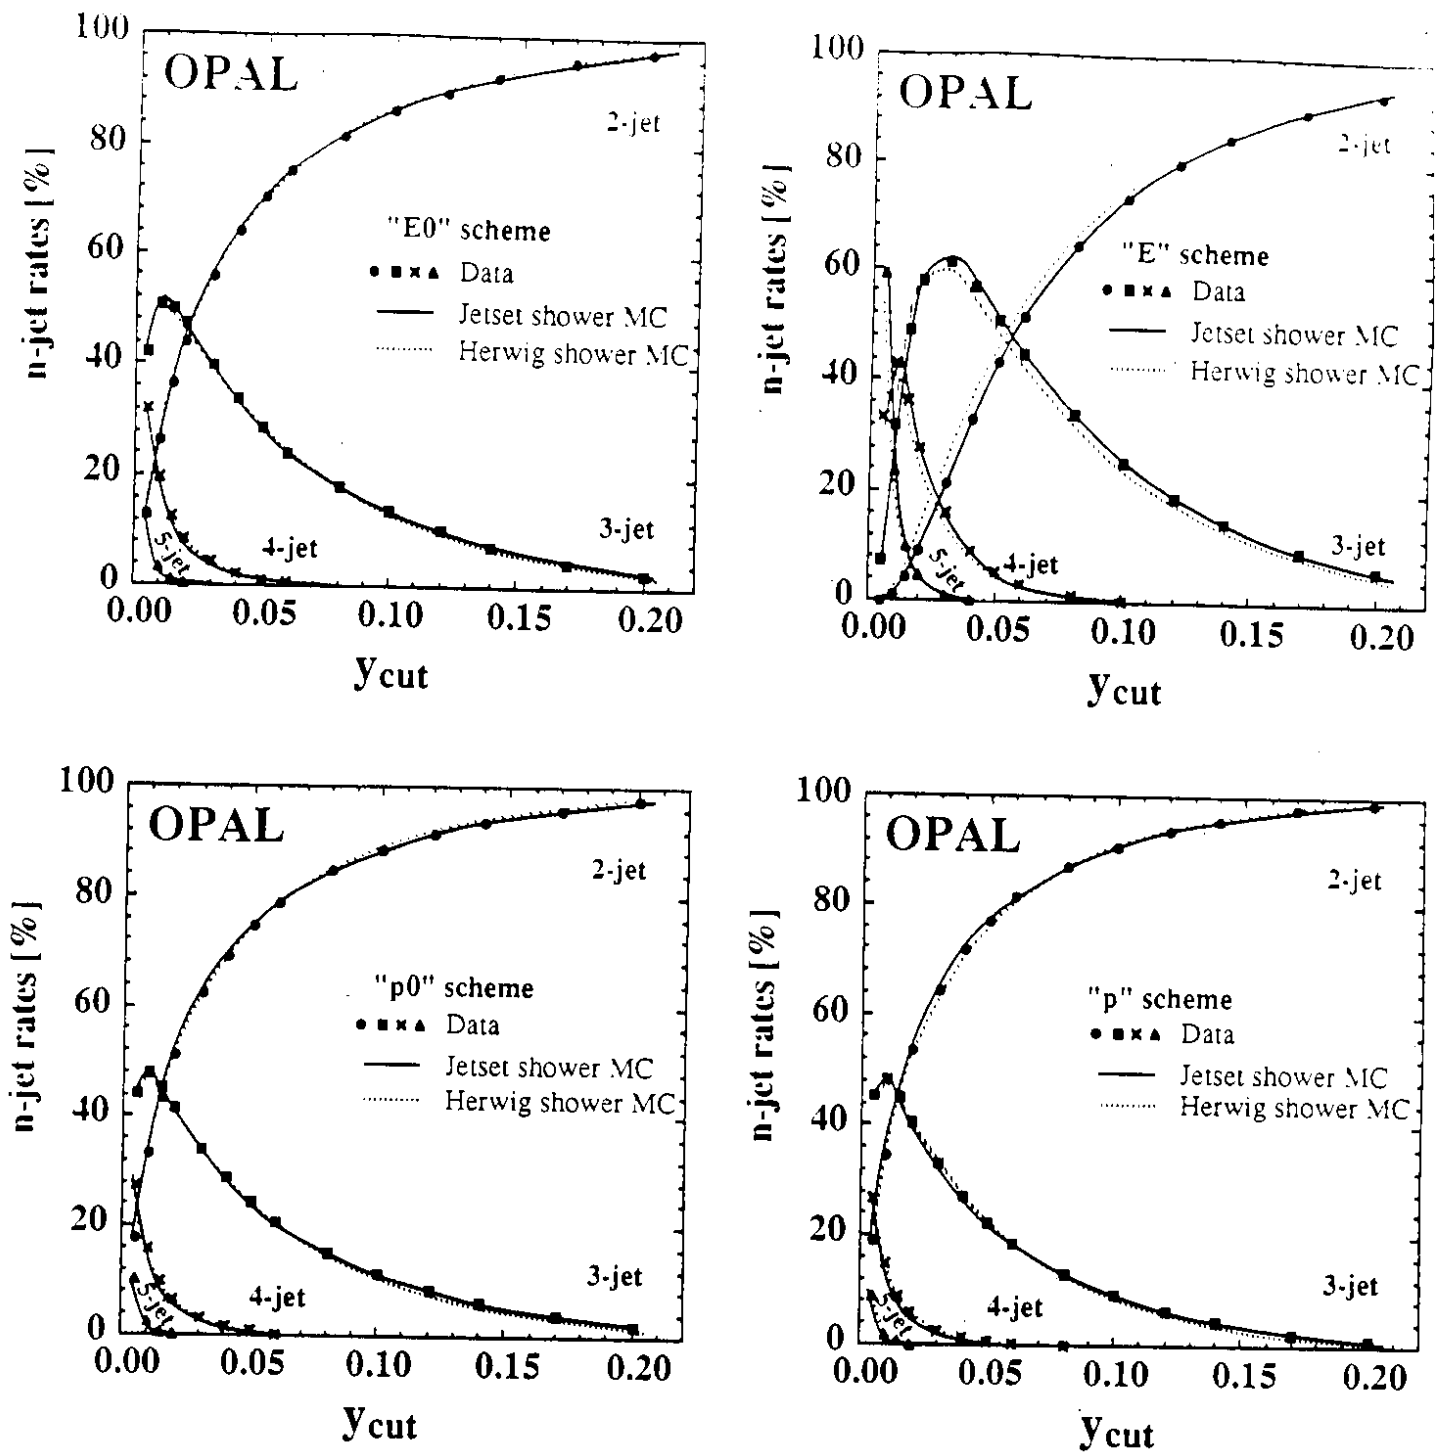 OPAL
n-jet rates [%]
100
80
60
40
20
0
2-jet
"E0" scheme
Data
Jetset shower MC
Herwig shower MC
5-jet
4-jet
3-jet
0.00 0.05 0.10 0.15 0.20
ycut
OPAL
n-jet rates [%]
100
80
60
40
20
0
2-jet
"E" scheme
Data
Jetset shower MC
Herwig shower MC
5-jet
4-jet
3-jet
0.00 0.05 0.10 0.15 0.20
ycut
OPAL
n-jet rates [%]
100
80
60
40
20
0
2-jet
"p0" scheme
Data
Jetset shower MC
Herwig shower MC
5-jet
4-jet
3-jet
0.00 0.05 0.10 0.15 0.20
ycut
OPAL
n-jet rates [%]
100
80
60
40
20
0
2-jet
"p" scheme
Data
Jetset shower MC
Herwig shower MC
5-jet
4-jet
3-jet
0.00 0.05 0.10 0.15 0.20
ycut